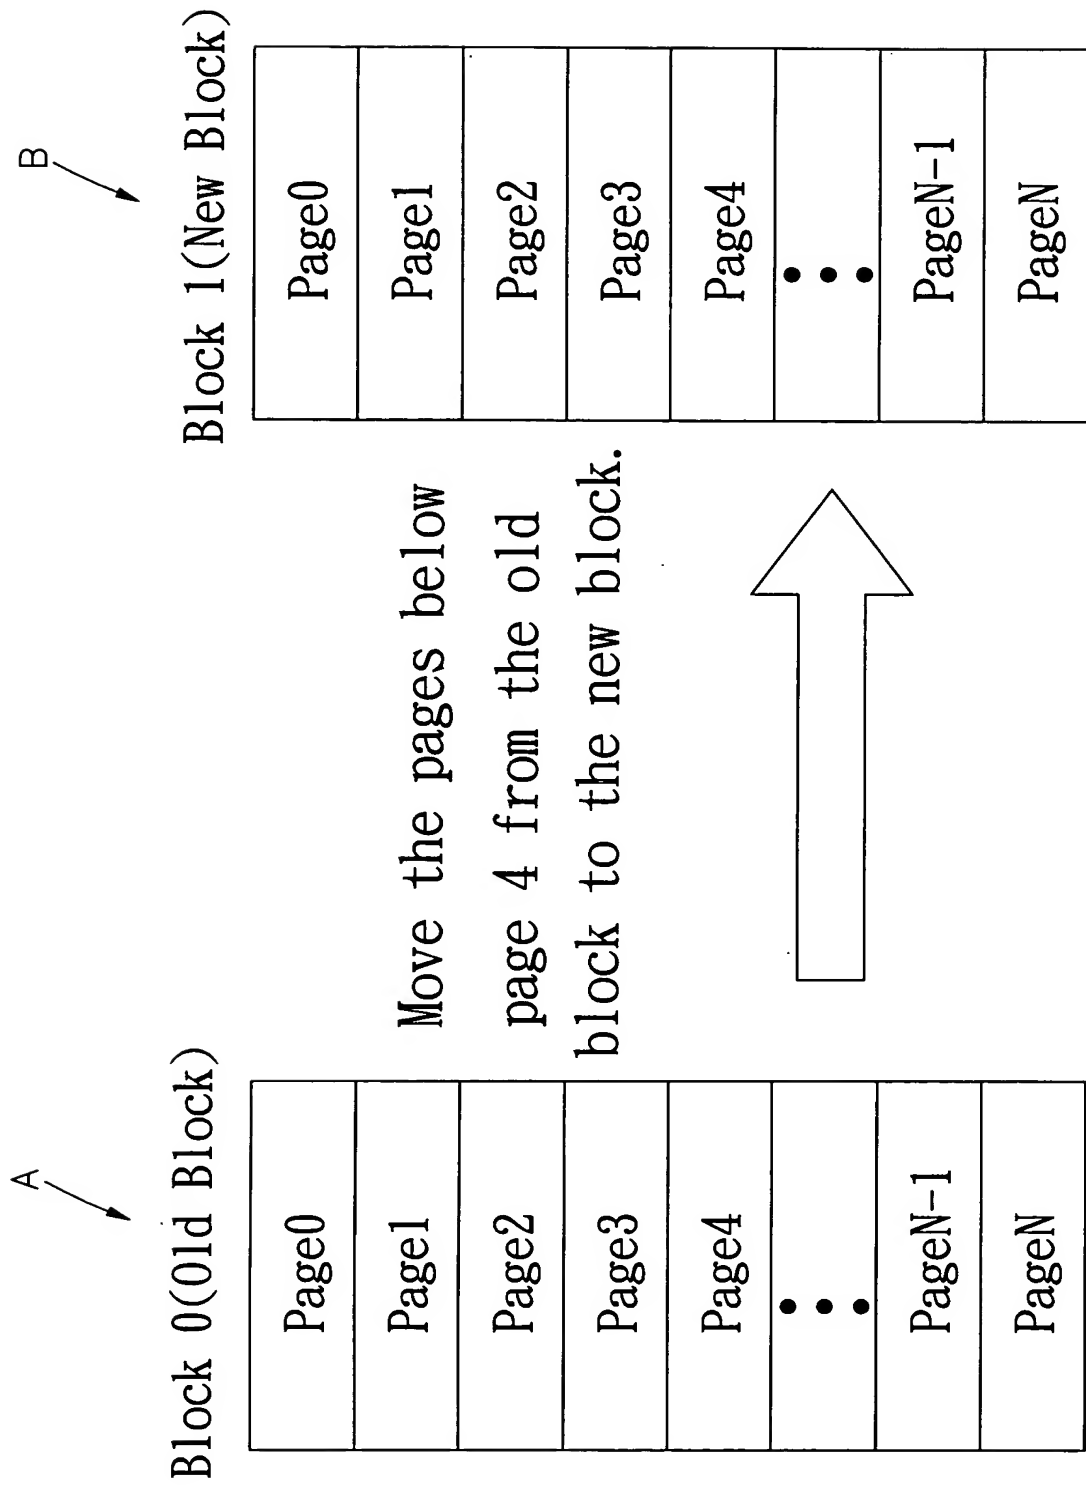 A
Block 0(Old Block)
Page0
Page1
Page2
Page3
Page4
PageN-1
PageN
Move the pages below
page 4 from the old
block to the new block.
B
Block 1(New Block)
Page0
Page1
Page2
Page3
Page4
PageN-1
PageN